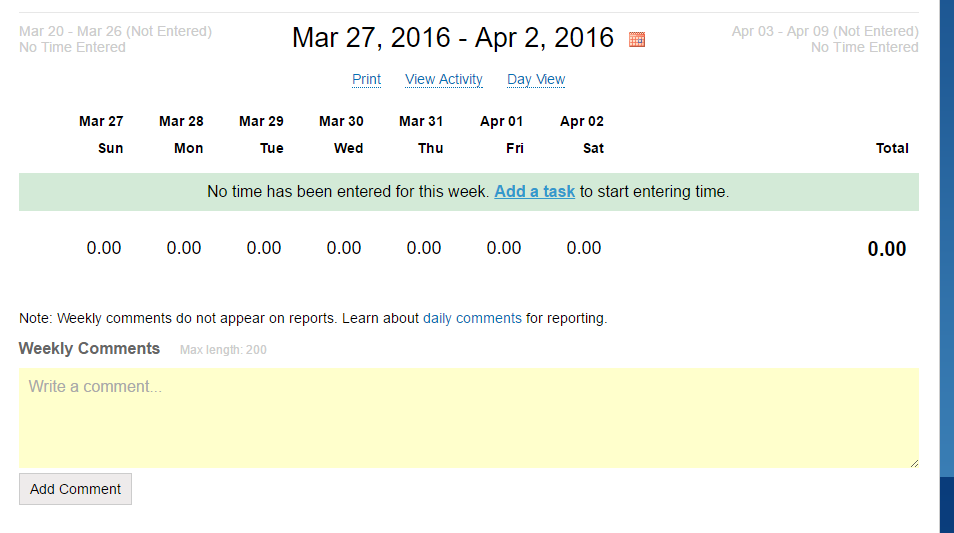 Mar 20 - Mar 26 (Not Entered)
No Time Entered
Mar 27, 2016 - Apr 2, 2016
Apr 03 - Apr 09 (Not Entered)
No Time Entered
Print View Activity Day View
Mar 27 Mar 28 Mar 29 Mar 30 Mar 31 Apr 01 Apr 02
Sun Mon Tue Wed Thu Fri Sat Total
No time has been entered for this week. Add a task to start entering time.
0.00 0.00 0.00 0.00 0.00 0.00 0.00 0.00
Note: Weekly comments do not appear on reports. Learn about daily comments for reporting.
Weekly Comments Max length: 200
Write a comment...
Add Comment